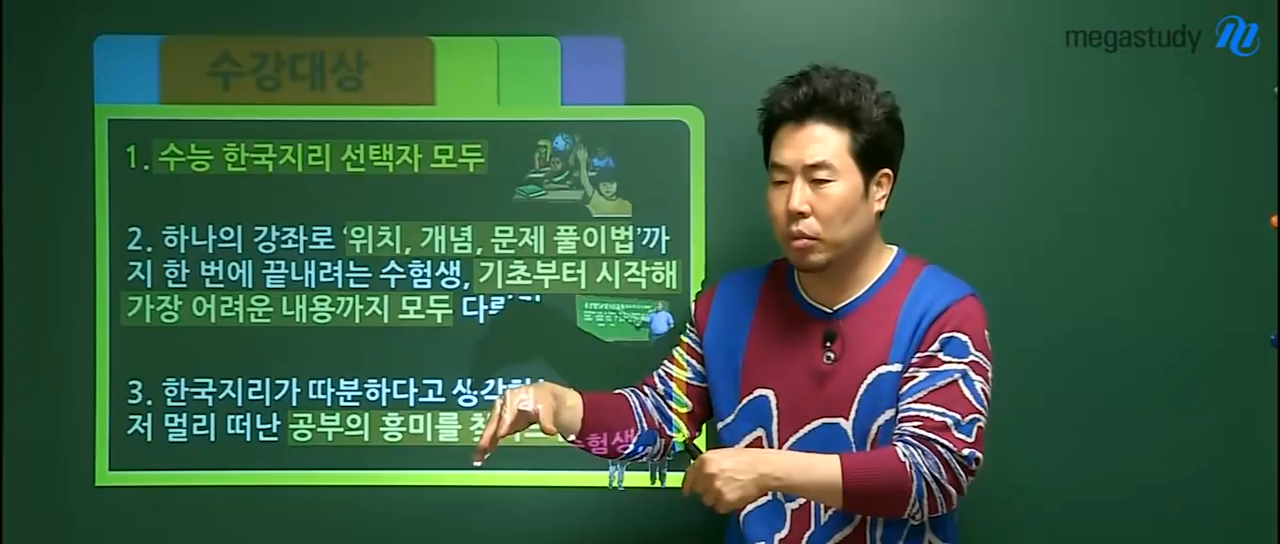 megastudy
수강대상
1. 수능 한국지리 선택자 모두
2. 하나의 강좌로 '위치, 개념, 문제 풀이법'까
지 한 번에 끝내려는 수험생, 기초부터 시작해
가장 어려운 내용까지 모두
3. 한국지리가 따분하다고
저 멀리 떠난 공부의 흥미를